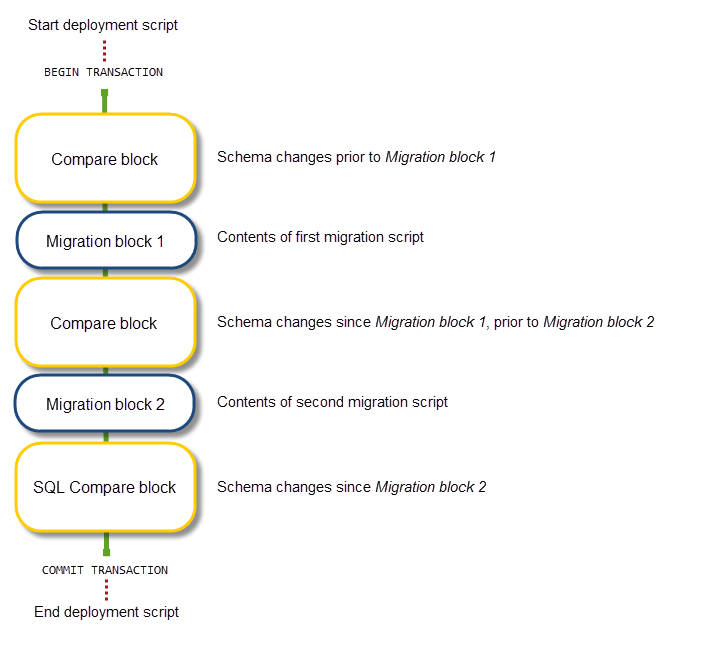 Start deployment script
BEGIN TRANSACTION
Compare block
Schema changes prior to Migration block 1
Migration block 1
Contents of first migration script
Compare block
Schema changes since Migration block 1, prior to Migration block 2
Migration block 2
Contents of second migration script
SQL Compare block
Schema changes since Migration block 2
COMMIT TRANSACTION
End deployment script